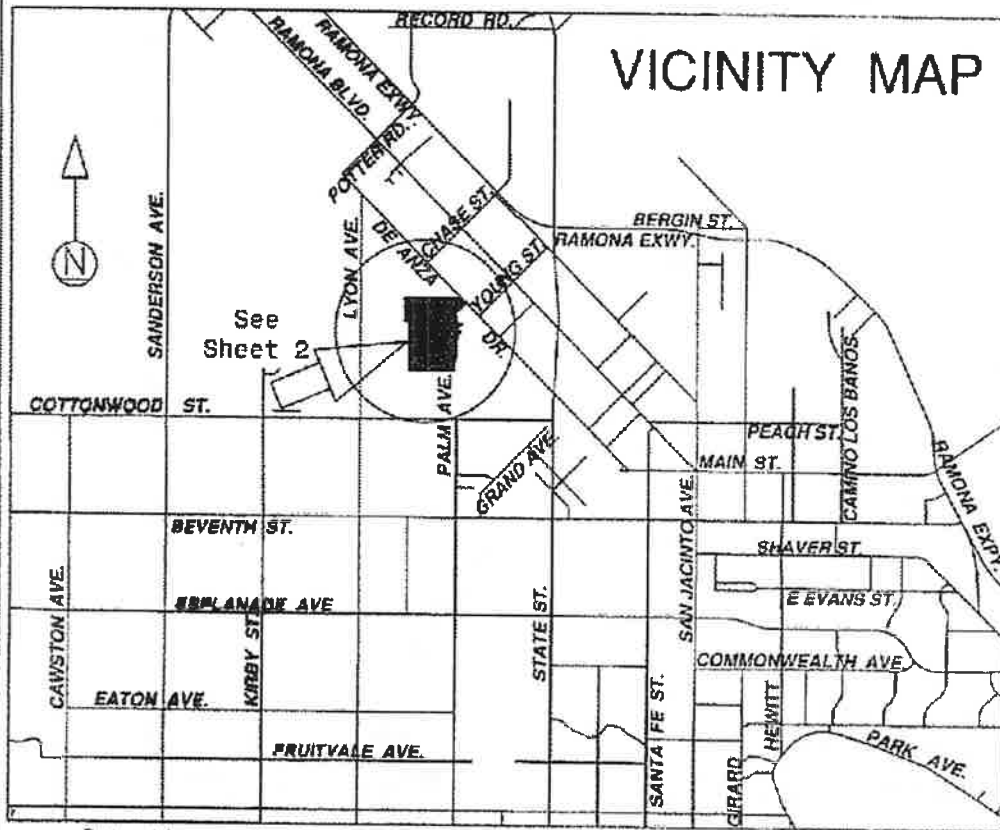 RECORD RD.
VICINITY MAP
RAMONA EXWY.
RAMONA BLVD.
POTTER RD.
CHASE ST.
BERGIN ST.
RAMONA EXWY.
DE ANZA
YOUNG ST.
DR.
LYON AVE.
SANDERSON AVE.
N
See
Sheet 2
COTTONWOOD ST.
PALM AVE.
GRAND AVE.
PEACH ST.
MAIN ST.
CAMINO LOS BANOS
RAMONA EXPY.
BEVENTH ST.
SHAVER ST.
E EVANS ST.
SAN JACINTO AVE.
ESPLANADE AVE
CAWSTON AVE.
KIRBY ST.
STATE ST.
COMMONWEALTH AVE
EATON AVE.
SANTA FE ST.
HEWITT
GIRARD
FRUITVALE AVE.
PARK AVE.